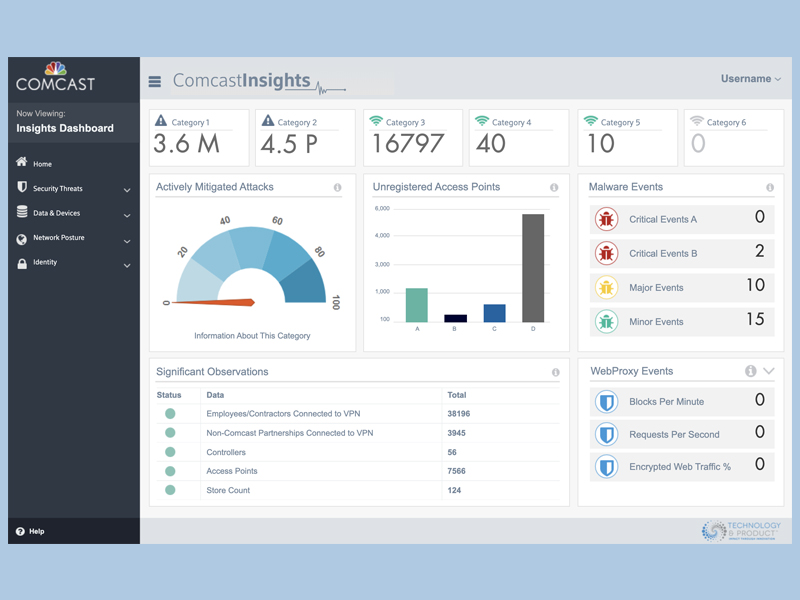 COMCAST
Now Viewing:
Insights Dashboard
Home
Security Threats
Data & Devices
Network Posture
Identity
Help
ComcastInsights
Username
Category 1
3.6 M
Category 2
4.5 P
Category 3
16797
Category 4
40
Category 5
10
Category 6
0
Actively Mitigated Attacks
0
20
40
60
80
100
Information About This Category
Unregistered Access Points
6,000
4,000
3,000
1,000
100
A B C D
Malware Events
Critical Events A 0
Critical Events B 2
Major Events 10
Minor Events 15
Significant Observations
Status Data Total
Employees/Contractors Connected to VPN 38196
Non-Comcast Partnerships Connected to VPN 3945
Controllers 56
Access Points 7566
Store Count 124
WebProxy Events
Blocks Per Minute 0
Requests Per Second 0
Encrypted Web Traffic % 0
TECHNOLOGY
& PRODUCT